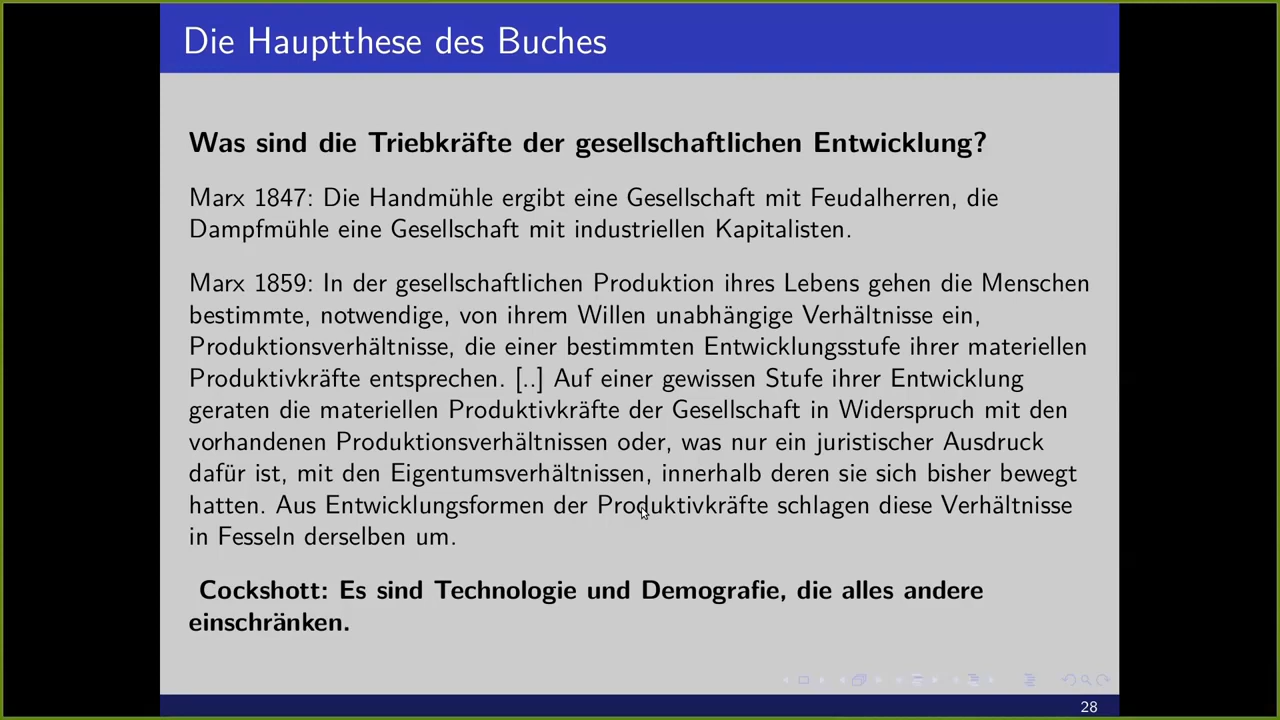 Die Hauptthese des Buches
Was sind die Triebkräfte der gesellschaftlichen Entwicklung?
Marx 1847: Die Handmühle ergibt eine Gesellschaft mit Feudalherren, die
Dampfmühle eine Gesellschaft mit industriellen Kapitalisten.
Marx 1859: In der gesellschaftlichen Produktion ihres Lebens gehen die Menschen
bestimmte, notwendige, von ihrem Willen unabhängige Verhältnisse ein,
Produktionsverhältnisse, die einer bestimmten Entwicklungsstufe ihrer materiellen
Produktivkräfte entsprechen. [..] Auf einer gewissen Stufe ihrer Entwicklung
geraten die materiellen Produktivkräfte der Gesellschaft in Widerspruch mit den
vorhandenen Produktionsverhältnissen oder, was nur ein juristischer Ausdruck
dafür ist, mit den Eigentumsverhältnissen, innerhalb deren sie sich bisher bewegt
hatten. Aus Entwicklungsformen der Produktivkräfte schlagen diese Verhältnisse
in Fesseln derselben um.
Cockshott: Es sind Technologie und Demografie, die alles andere
einschränken.
28